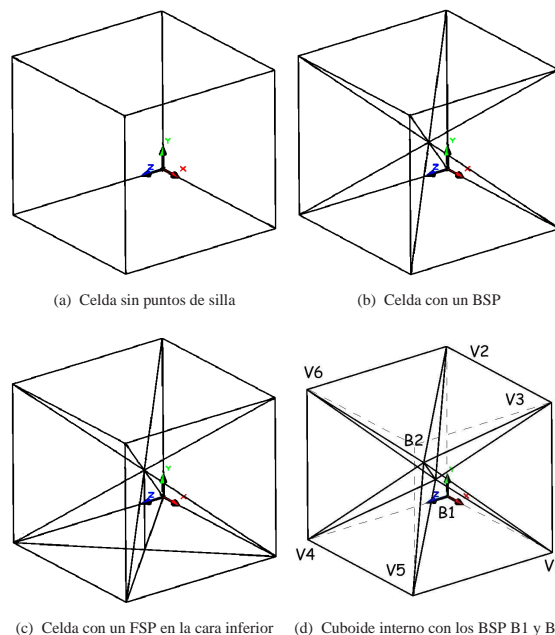 Y
Z X
Y
Z X
(a) Celda sin puntos de silla
(b) Celda con un BSP
Y
Z X
V2
V6
V3
B2
Y
Z X
B1
V4
V5
V
(c) Celda con un FSP en la cara inferior
(d) Cuboide interno con los BSP B1 y B